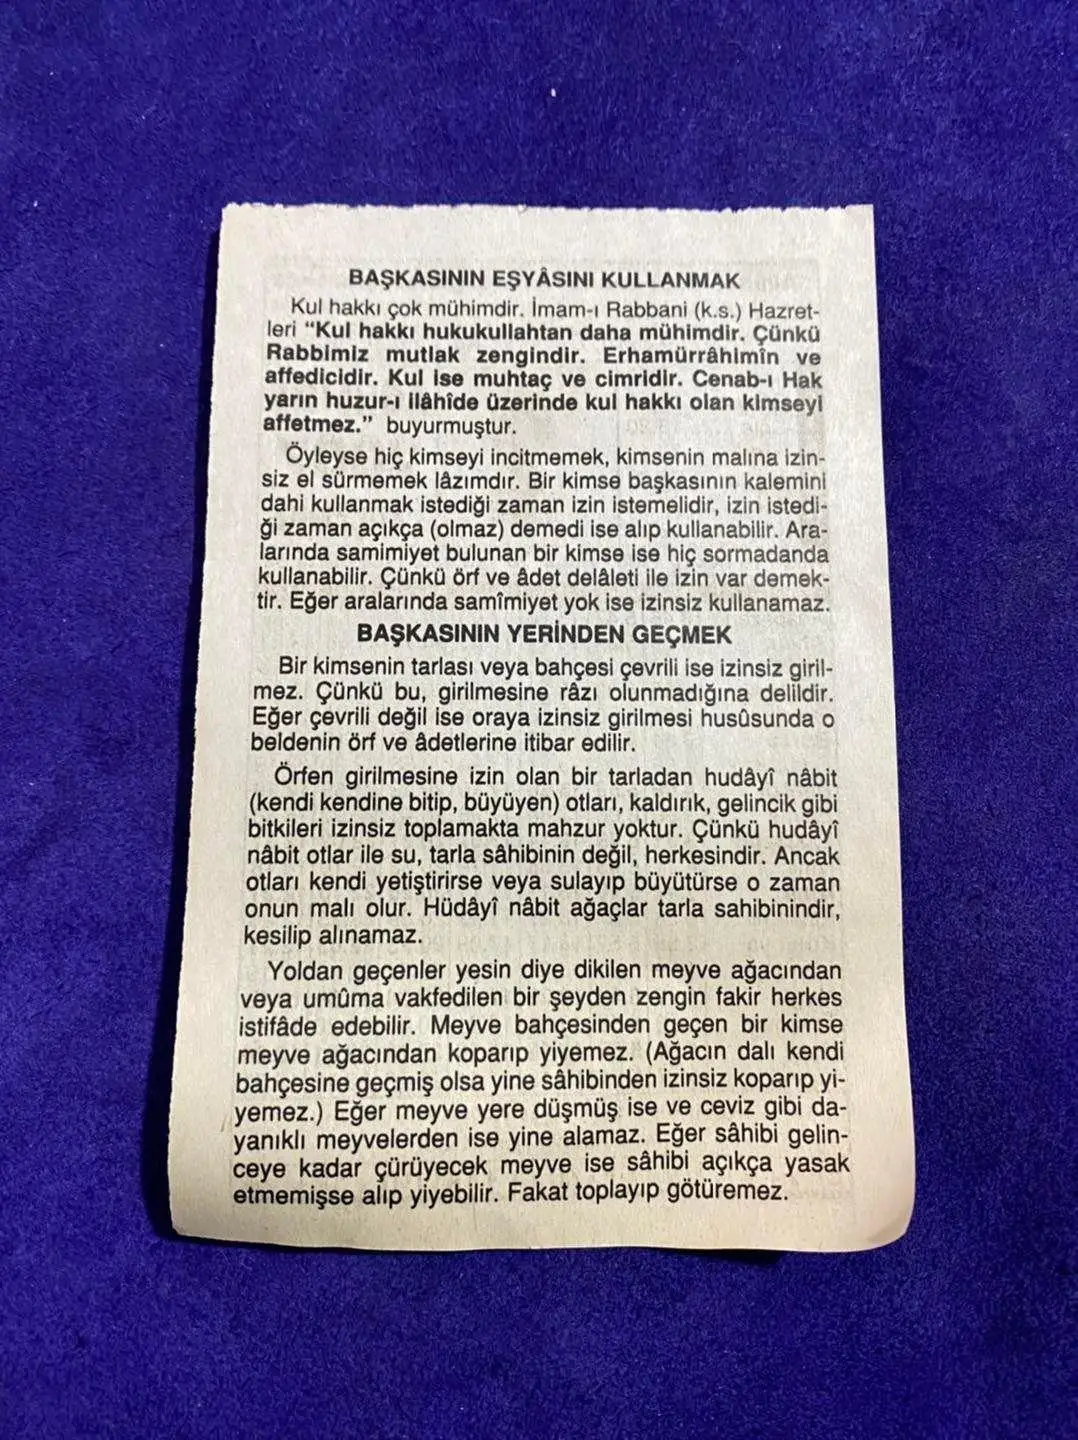 BAŞKASININ EŞYÂSINI KULLANMAK
Kul hakkı çok mühimdir. İmam-ı Rabbani (k.s.) Hazret-
leri "Kul hakkı hukukullahtan daha mühimdir. Çünkü
Rabbimiz mutlak zengindir. Erhamürrâhimîn ve
affedicidir. Kul ise muhtaç ve cimridir. Cenab-ı Hak
yarın huzur-ı ilâhîde üzerinde kul hakkı olan kimseyi
affetmez." buyurmuştur.
Öyleyse hiç kimseyi incitmemek, kimsenin malına izin-
siz el sürmemek lâzımdır. Bir kimse başkasının kalemini
dahi kullanmak istediği zaman izin istemelidir, izin istedi-
ği zaman açıkça (olmaz) demedi ise alıp kullanabilir. Ara-
larında samimiyet bulunan bir kimse ise hiç sormadanda
kullanabilir. Çünkü örf ve âdet delâleti ile izin var demek-
tir. Eğer aralarında samîmiyet yok ise izinsiz kullanamaz.
BAŞKASININ YERİNDEN GEÇMEK
Bir kimsenin tarlası veya bahçesi çevrili ise izinsiz giril-
mez. Çünkü bu, girilmesine râzı olunmadığına delildir.
Eğer çevrili değil ise oraya izinsiz girilmesi husûsunda o
beldenin örf ve âdetlerine itibar edilir.
Örfen girilmesine izin olan bir tarladan hudâyî nâbit
(kendi kendine bitip, büyüyen) otları, kaldırık, gelincik gibi
bitkileri izinsiz toplamakta mahzur yoktur. Çünkü hudâyî
nâbit otlar ile su, tarla sâhibinin değil, herkesindir. Ancak
otları kendi yetiştirirse veya sulayıp büyütürse o zaman
onun malı olur. Hüdâyî nâbit ağaçlar tarla sahibinindir,
kesilip alınamaz.
Yoldan geçenler yesin diye dikilen meyve ağacından
veya umûma vakfedilen bir şeyden zengin fakir herkes
istifâde edebilir. Meyve bahçesinden geçen bir kimse
meyve ağacından koparıp yiyemez. (Ağacın dalı kendi
bahçesine geçmiş olsa yine sâhibinden izinsiz koparıp yi-
yemez.) Eğer meyve yere düşmüş ise ve ceviz gibi da-
yanıklı meyvelerden ise yine alamaz. Eğer sâhibi gelin-
ceye kadar çürüyecek meyve ise sâhibi açıkça yasak
etmemişse alıp yiyebilir. Fakat toplayıp götüremez.